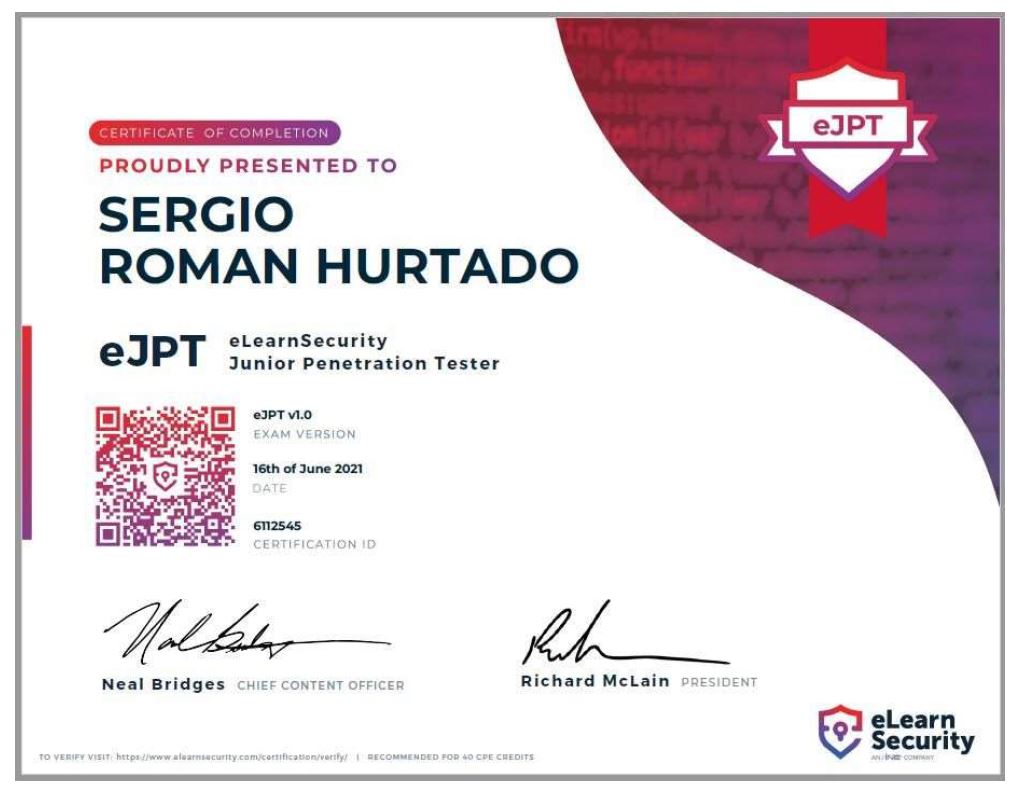 eJPT
CERTIFICATE OF COMPLETION
PROUDLY PRESENTED TO
SERGIO
ROMAN HURTADO
eJPT
eLearnSecurity
Junior Penetration Tester
eJPT v1.0
EXAM VERSION
16th of June 2021
DATE
6112545
CERTIFICATION ID
Neal Bridges CHIEF CONTENT OFFICER
Richard McLain PRESIDENT
eLearn
Security
AN INE COMPANY
TO VERIFY VISIT: https://www.elearnsecurity.com/certification/verify/ | RECOMMENDED FOR 40 CPE CREDITS